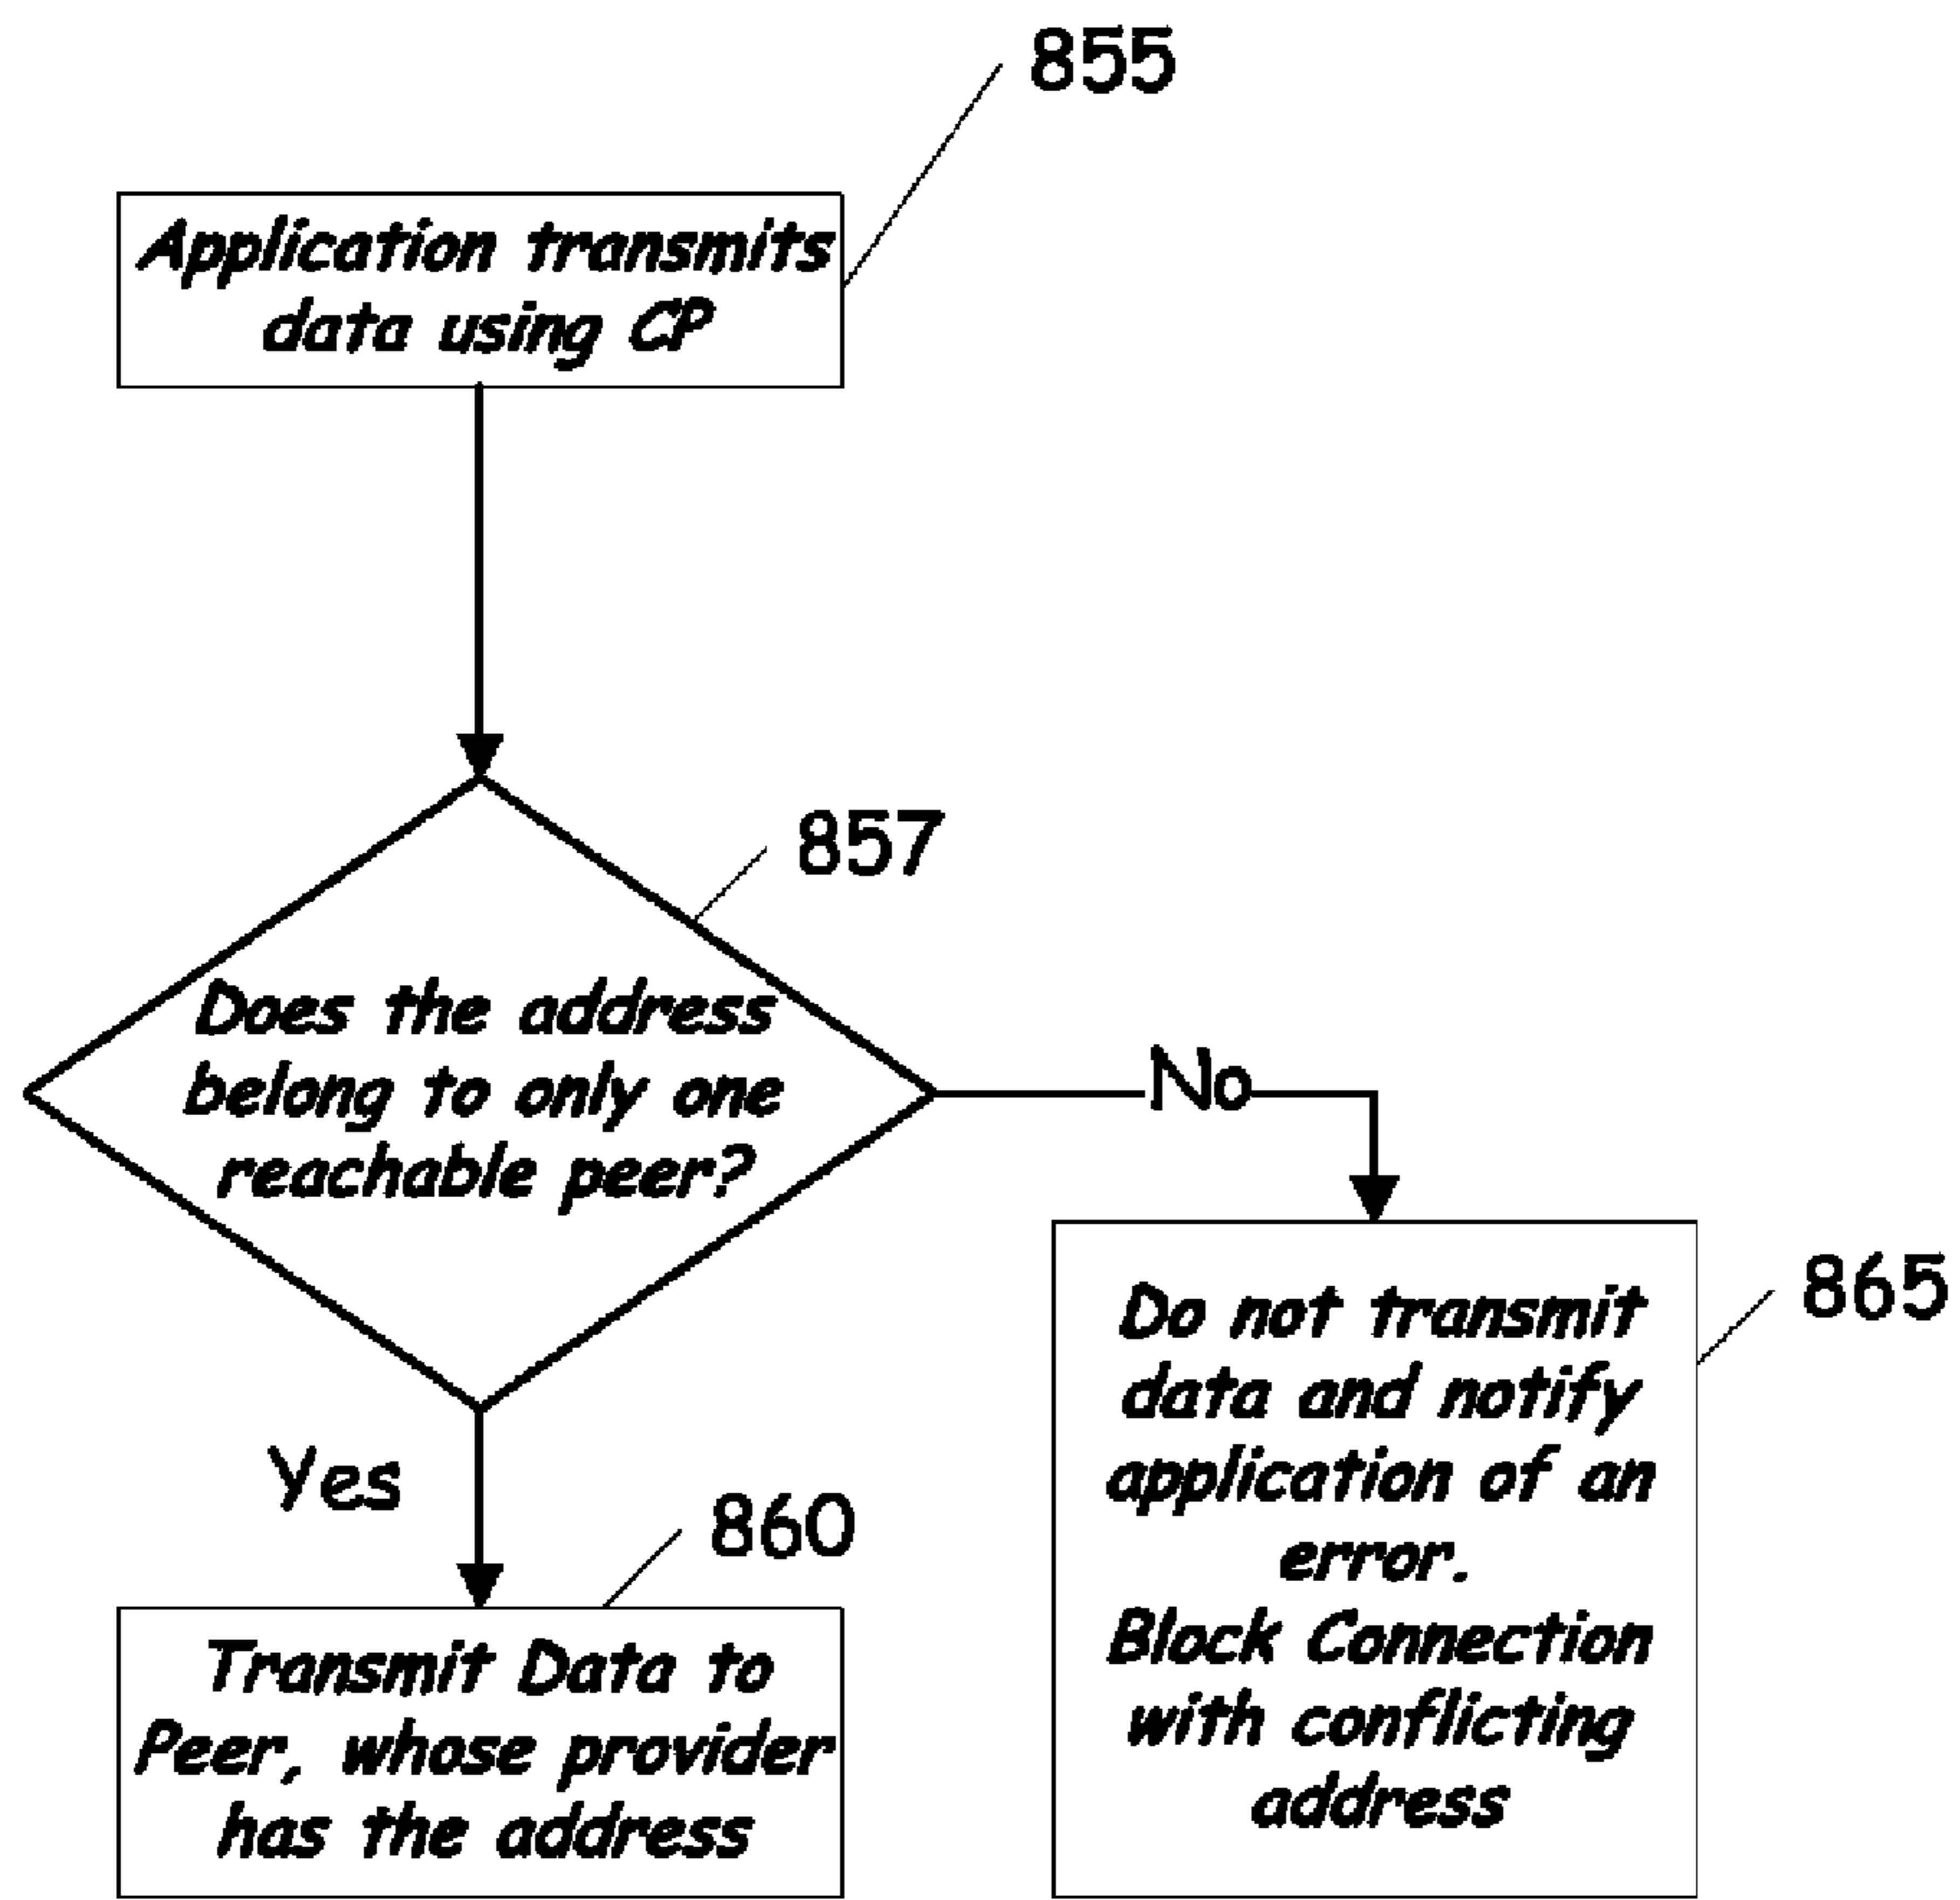 855
Application transmits
data using CP
857
Does the address
belong to only one
reachable peer?
No
865
Do not transmit
data and notify
application of an
error.
Block Connection
with conflicting
address
Yes
860
Transmit Data to
Peer, whose provider
has the address